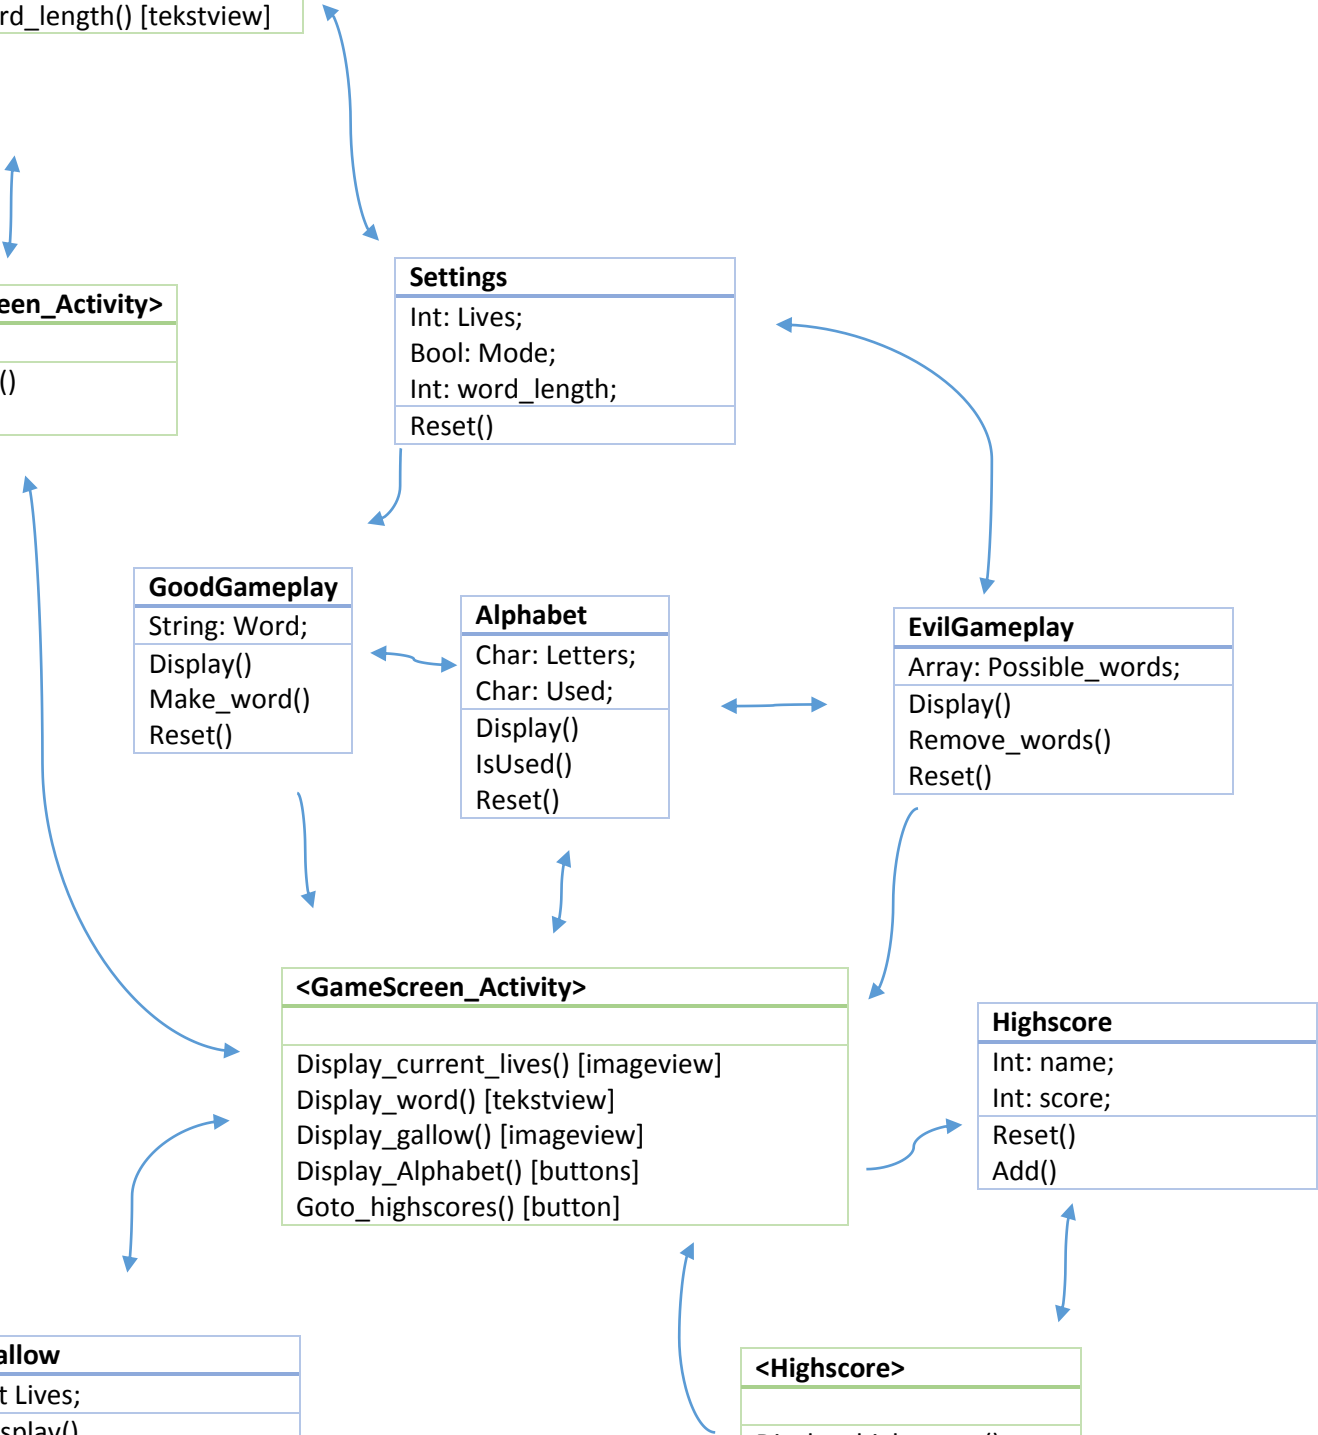 rd_length() [tekstview]
Settings
Int: Lives;
Bool: Mode;
Int: word_length;
Reset()
een_Activity>
()
GoodGameplay
String: Word;
Display()
Make_word()
Reset()
Alphabet
Char: Letters;
Char: Used;
Display()
IsUsed()
Reset()
EvilGameplay
Array: Possible_words;
Display()
Remove_words()
Reset()
<GameScreen_Activity>
Display_current_lives() [imageview]
Display_word() [tekstview]
Display_gallow() [imageview]
Display_Alphabet() [buttons]
Goto_highscores() [button]
Highscore
Int: name;
Int: score;
Reset()
Add()
allow
t Lives;
splay()
<Highscore>